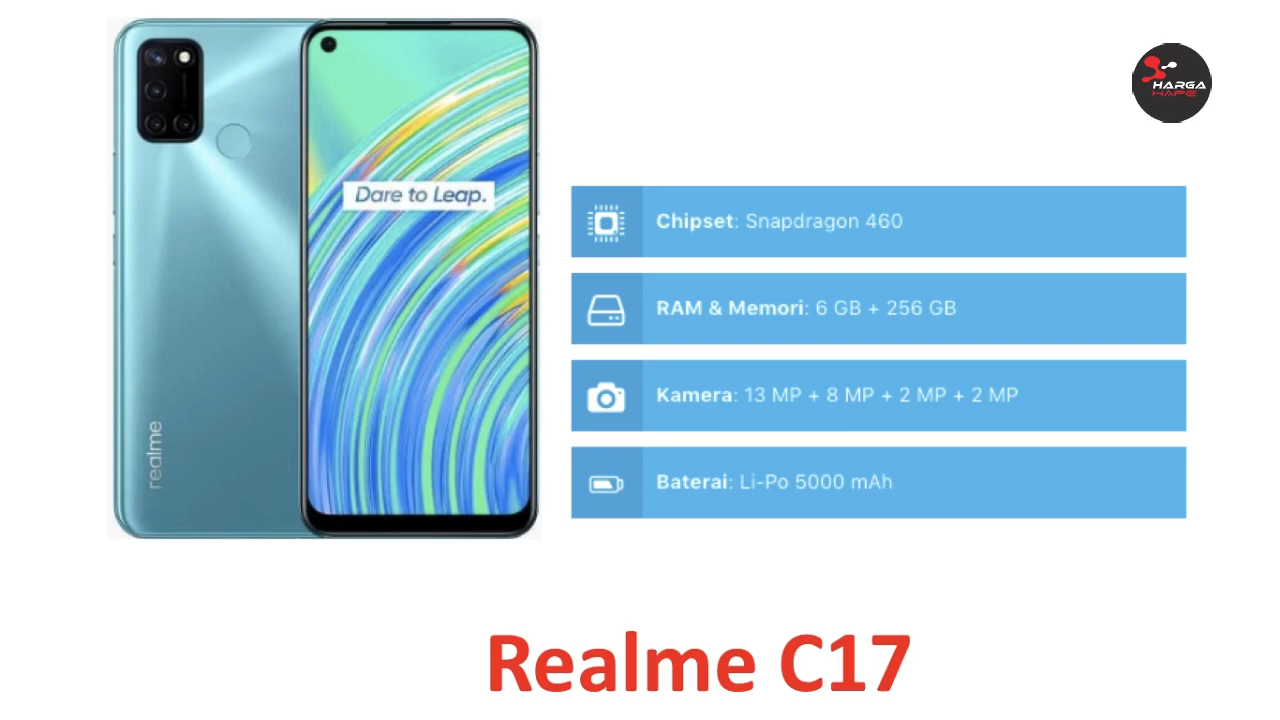 HARGA
HAPE
Dare to Leap.
realme
Chipset: Snapdragon 460
RAM & Memori: 6 GB + 256 GB
Kamera: 13 MP + 8 MP + 2 MP + 2 MP
Baterai: Li-Po 5000 mAh
Realme C17